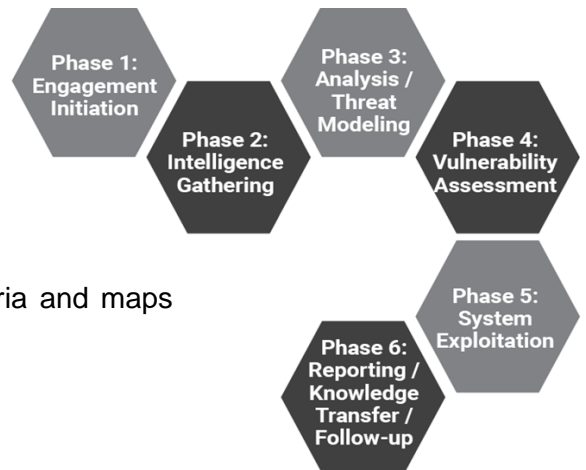 Phase 1:
Engagement
Initiation
Phase 2:
Intelligence
Gathering
Phase 3:
Analysis /
Threat
Modeling
Phase 4:
Vulnerability
Assessment
and maps
Phase 5:
System
Exploitation
Phase 6:
Reporting /
Knowledge
Transfer /
Follow-up